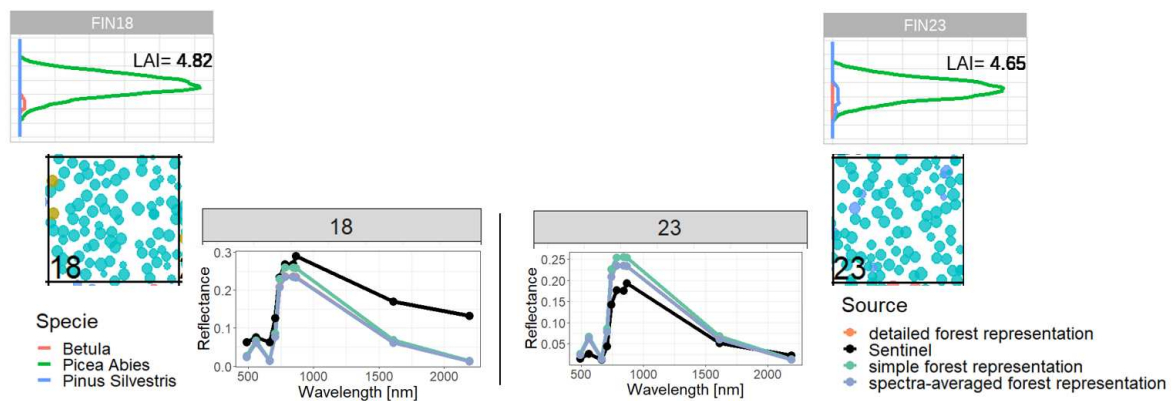 FIN18
LAI= 4.82
FIN23
LAI= 4.65
18
23
18
Reflectance
0.3
0.2
0.1
0.0
500 1000 1500 2000
Wavelength [nm]
23
Reflectance
0.25
0.20
0.15
0.10
0.05
500 1000 1500 2000
Wavelength [nm]
Specie
Betula
Picea Abies
Pinus Silvestris
Source
detailed forest representation
Sentinel
simple forest representation
spectra-averaged forest representation